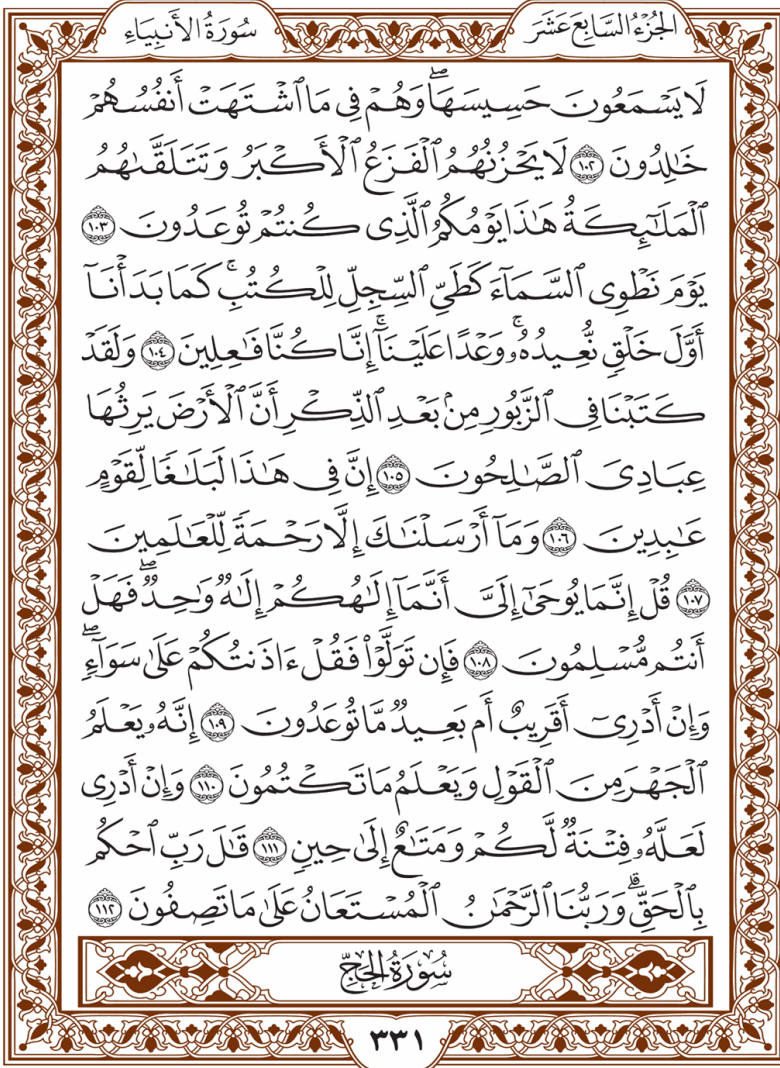 الجُزْءُ السَّابِعَ عَشَرَ
سُورَةُ الأَنبِيَاءِ
لَا يَسْمَعُونَ حَسِيسَهَاۖ وَهُمْ فِي مَا ٱشْتَهَتْ أَنفُسُهُمْ
خَٰلِدُونَ ١٠٢ لَا يَحْزُنُهُمُ ٱلْفَزَعُ ٱلْأَكْبَرُ وَتَتَلَقَّىٰهُمُ
ٱلْمَلَٰٓئِكَةُ هَٰذَا يَوْمُكُمُ ٱلَّذِي كُنتُمْ تُوعَدُونَ ١٠٣
يَوْمَ نَطْوِي ٱلسَّمَآءَ كَطَيِّ ٱلسِّجِلِّ لِلْكُتُبِۚ كَمَا بَدَأْنَآ
أَوَّلَ خَلْقٍ نُّعِيدُهُۥۚ وَعْدًا عَلَيْنَآۚ إِنَّا كُنَّا فَٰعِلِينَ ١٠٤ وَلَقَدْ
كَتَبْنَا فِي ٱلزَّبُورِ مِنۢ بَعْدِ ٱلذِّكْرِ أَنَّ ٱلْأَرْضَ يَرِثُهَا
عِبَادِيَ ٱلصَّٰلِحُونَ ١٠٥ إِنَّ فِي هَٰذَا لَبَلَٰغًا لِّقَوْمٍ
عَٰبِدِينَ ١٠٦ وَمَآ أَرْسَلْنَٰكَ إِلَّا رَحْمَةً لِّلْعَٰلَمِينَ
١٠٧ قُلْ إِنَّمَا يُوحَىٰٓ إِلَيَّ أَنَّمَآ إِلَٰهُكُمْ إِلَٰهٌ وَٰحِدٌۖ فَهَلْ
أَنتُم مُّسْلِمُونَ ١٠٨ فَإِن تَوَلَّوْا۟ فَقُلْ ءَاذَنتُكُمْ عَلَىٰ سَوَآءٍۖ
وَإِنْ أَدْرِيٓ أَقَرِيبٌ أَم بَعِيدٌ مَّا تُوعَدُونَ ١٠٩ إِنَّهُۥ يَعْلَمُ
ٱلْجَهْرَ مِنَ ٱلْقَوْلِ وَيَعْلَمُ مَا تَكْتُمُونَ ١١٠ وَإِنْ أَدْرِي
لَعَلَّهُۥ فِتْنَةٌ لَّكُمْ وَمَتَٰعٌ إِلَىٰ حِينٍ ١١١ قَٰلَ رَبِّ ٱحْكُم
بِٱلْحَقِّۗ وَرَبُّنَا ٱلرَّحْمَٰنُ ٱلْمُسْتَعَانُ عَلَىٰ مَا تَصِفُونَ ١١٢
سُورَةُ الحَجِّ
٣٣١